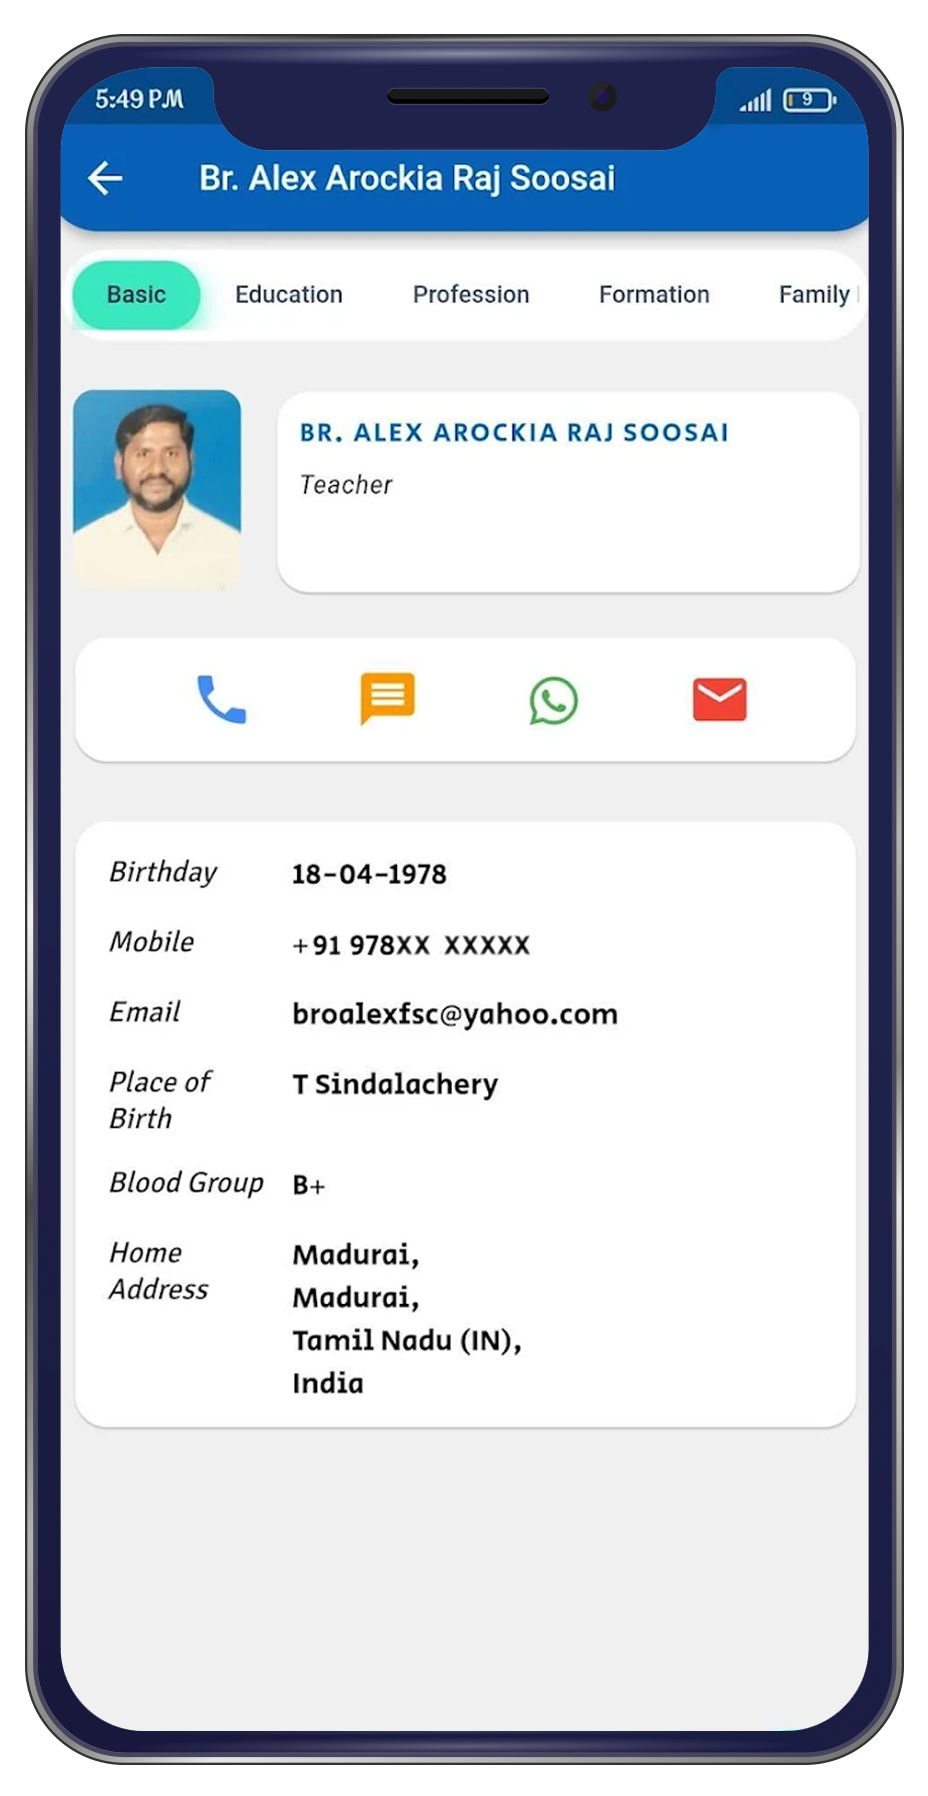 5:49 PM
9
Br. Alex Arockia Raj Soosai
Basic Education Profession Formation Family
BR. ALEX AROCKIA RAJ SOOSAI
Teacher
Birthday 18-04-1978
Mobile +91 978XX XXXXX
Email broalexfsc@yahoo.com
Place of T Sindalachery
Birth
Blood Group B+
Home Madurai,
Address Madurai,
Tamil Nadu (IN),
India